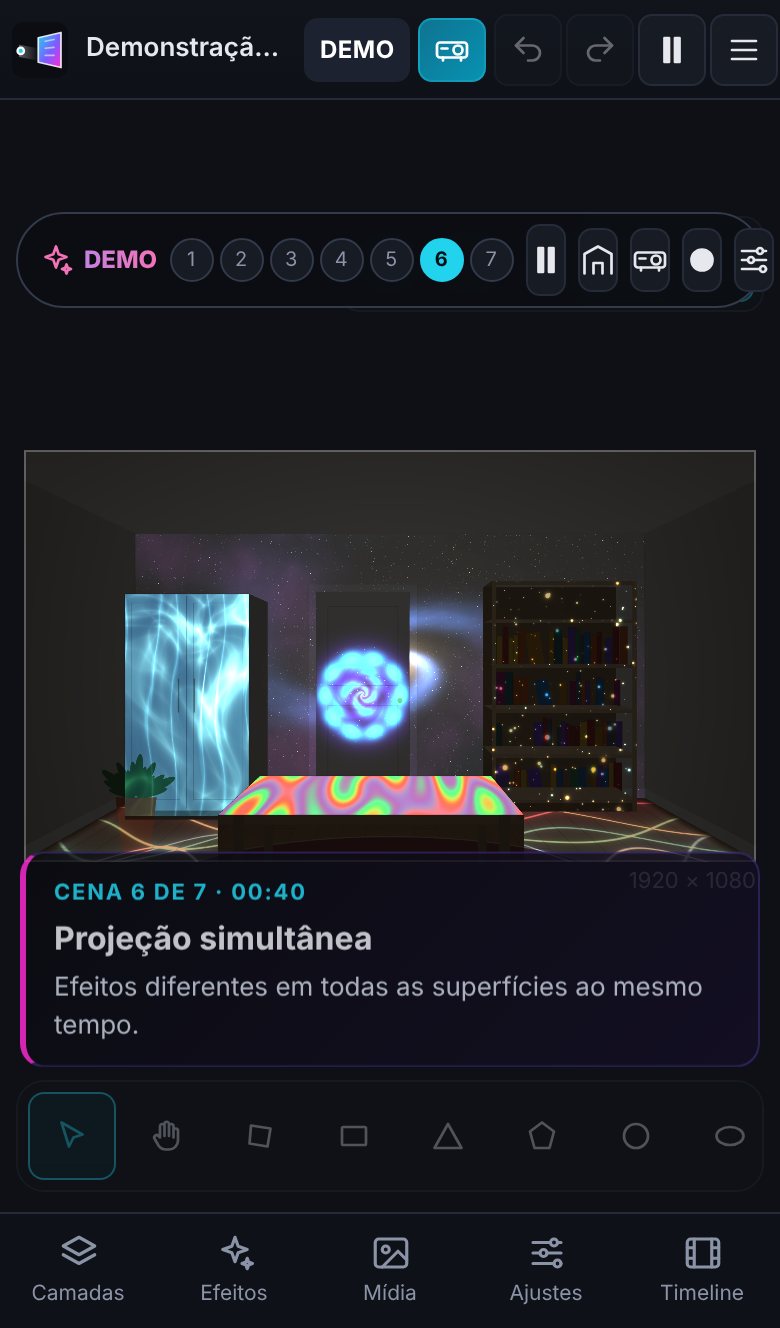 Demonstraçã...
DEMO
DEMO 1 2 3 4 5 6 7
1920 × 1080
CENA 6 DE 7 · 00:40
Projeção simultânea
Efeitos diferentes em todas as superfícies ao mesmo
tempo.
Camadas Efeitos Mídia Ajustes Timeline